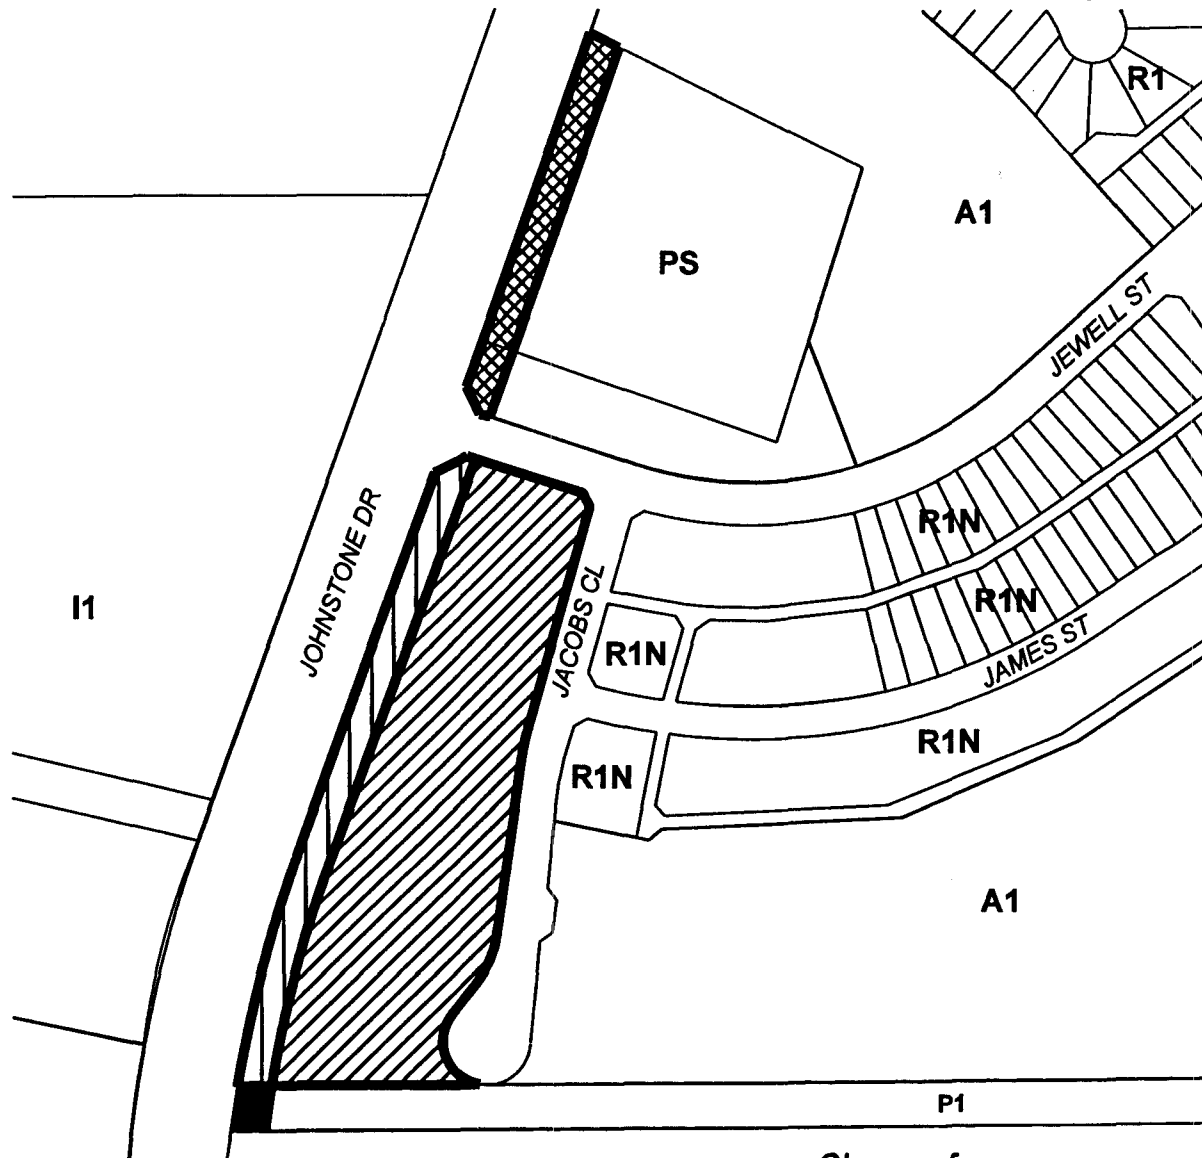 R1
A1
PS
JEWELL ST
JOHNSTONE DR
R1N
I1
JACOBS CL
R1N
R1N
JAMES ST
R1N
R1N
A1
P1